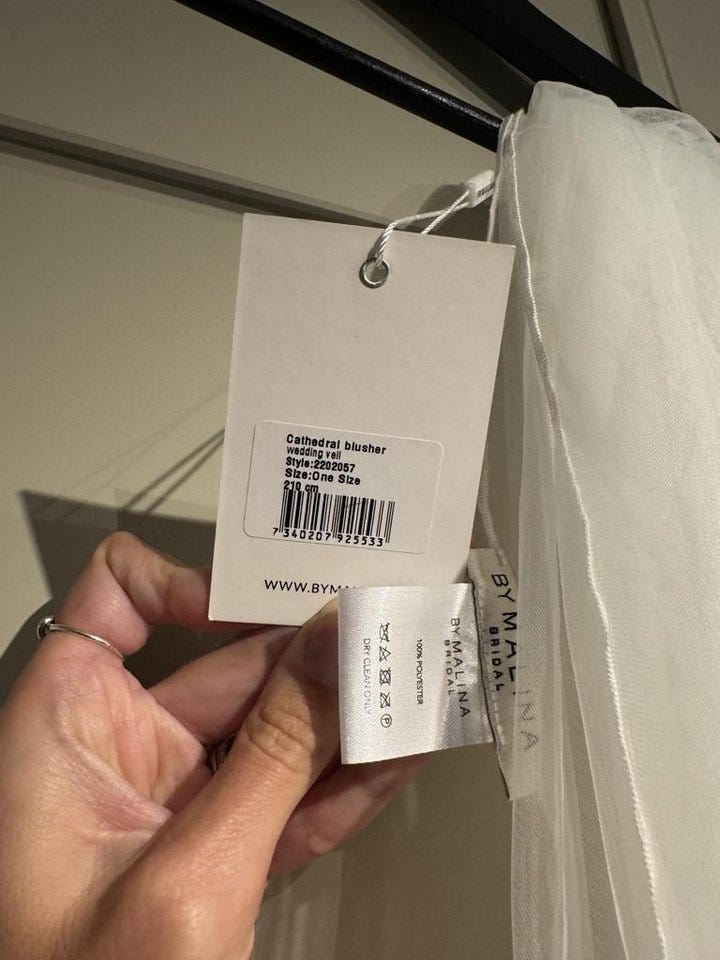 Cathedral blusher
wedding veil
Style:2202057
Size:One Size
210 cm
7 340207 925533
WWW.BYMA
BY MALINA
BRIDAL
100% POLYESTER
P
DRY CLEAN ONLY
BY MALINA
BRIDAL